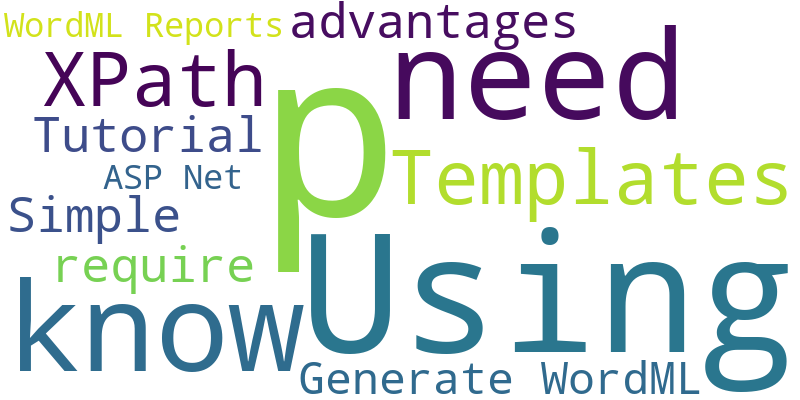 WordML Reports
advantages
XPath
need
p
Tutorial
Templates
ASP Net
Simple
Using
require
know
Generate WordML